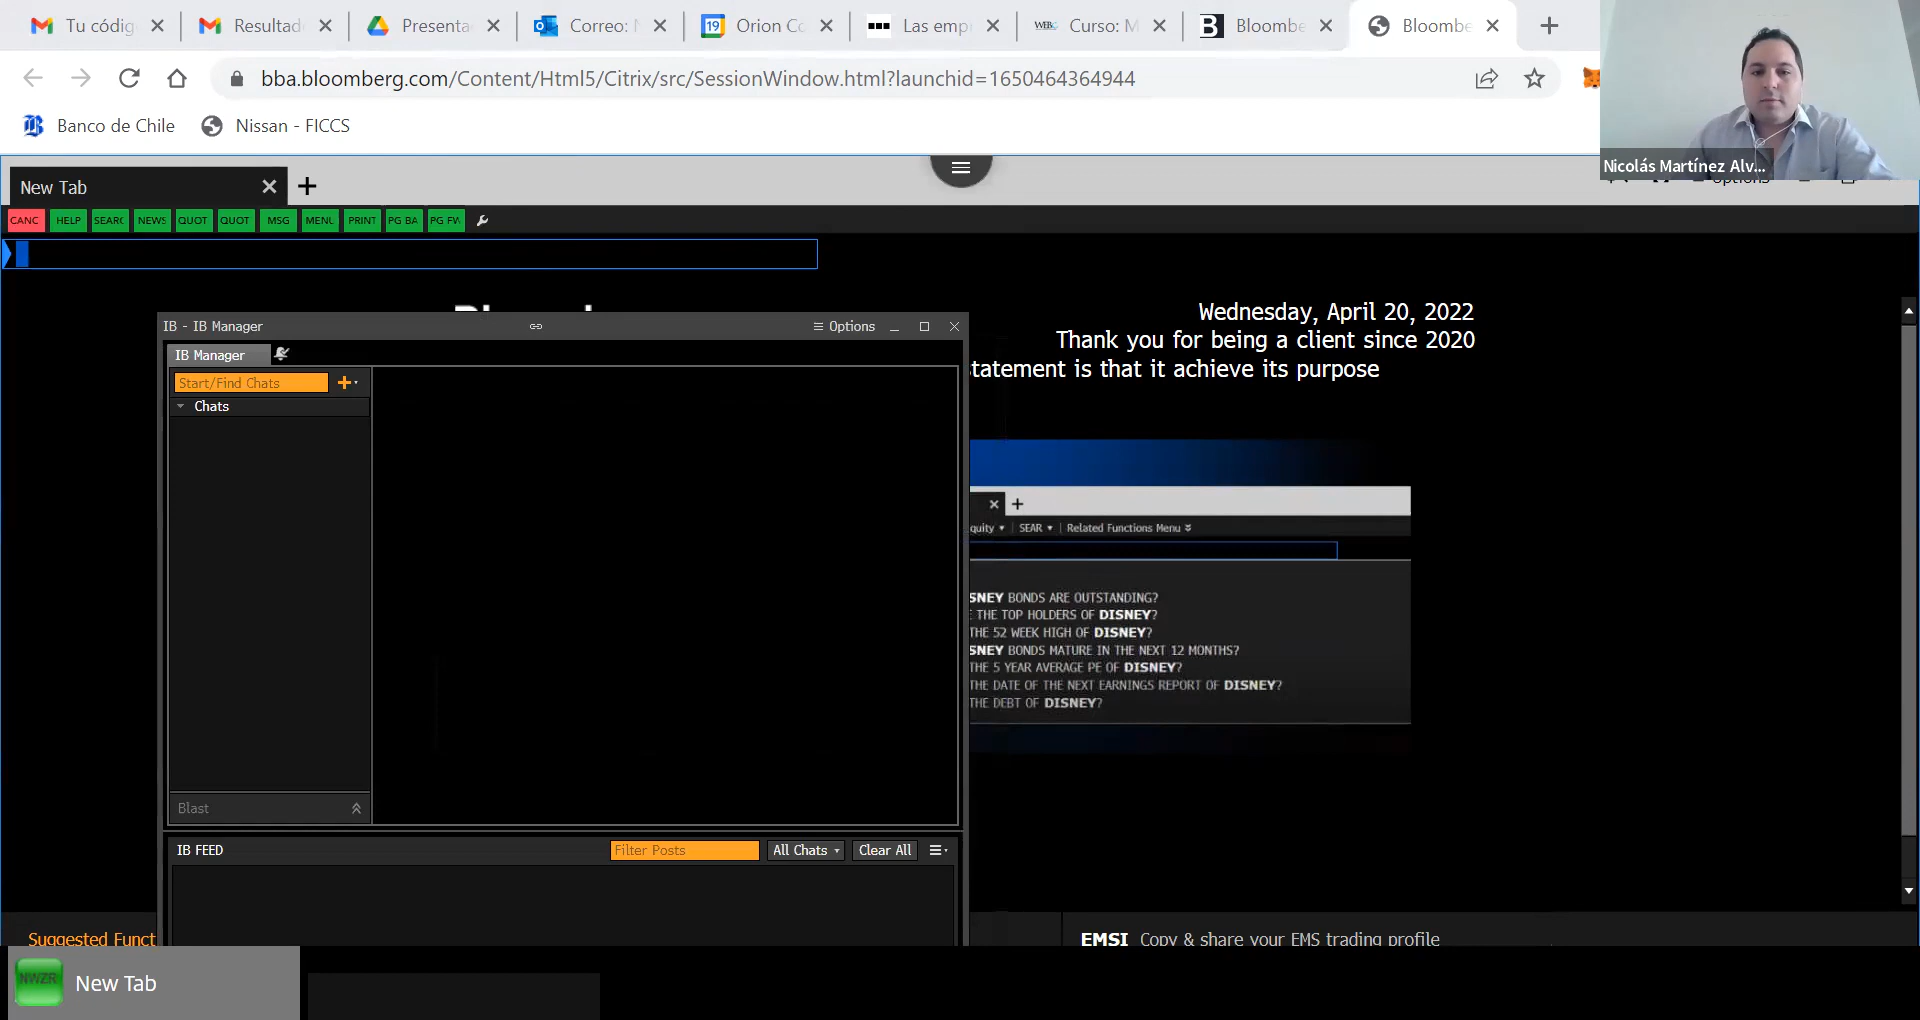 Tu códig
Resultad
Presenta
Correo: N
19
Orion Co
Las emp
WEBC
Curso: M
B
Bloombe
Bloombe
bba.bloomberg.com/Content/Html5/Citrix/src/SessionWindow.html?launchid=1650464364944
Banco de Chile
Nissan - FICCS
Nicolás Martínez Alv...
New Tab
Options
CANC
HELP
SEARC
NEWS
QUOT
QUOT
MSG
MENU
PRINT
PG BA
PG FW
Wednesday, April 20, 2022
Thank you for being a client since 2020
tatement is that it achieve its purpose
IB - IB Manager
Options
IB Manager
Start/Find Chats
Chats
quity
SEAR
Related Functions Menu
SNEY BONDS ARE OUTSTANDING?
E THE TOP HOLDERS OF DISNEY?
THE 52 WEEK HIGH OF DISNEY?
SNEY BONDS MATURE IN THE NEXT 12 MONTHS?
THE 5 YEAR AVERAGE PE OF DISNEY?
THE DATE OF THE NEXT EARNINGS REPORT OF DISNEY?
THE DEBT OF DISNEY?
Blast
IB FEED
Filter Posts
All Chats
Clear All
Suggested Funct
EMSI Copy & share your EMS trading profile
NWZR
New Tab